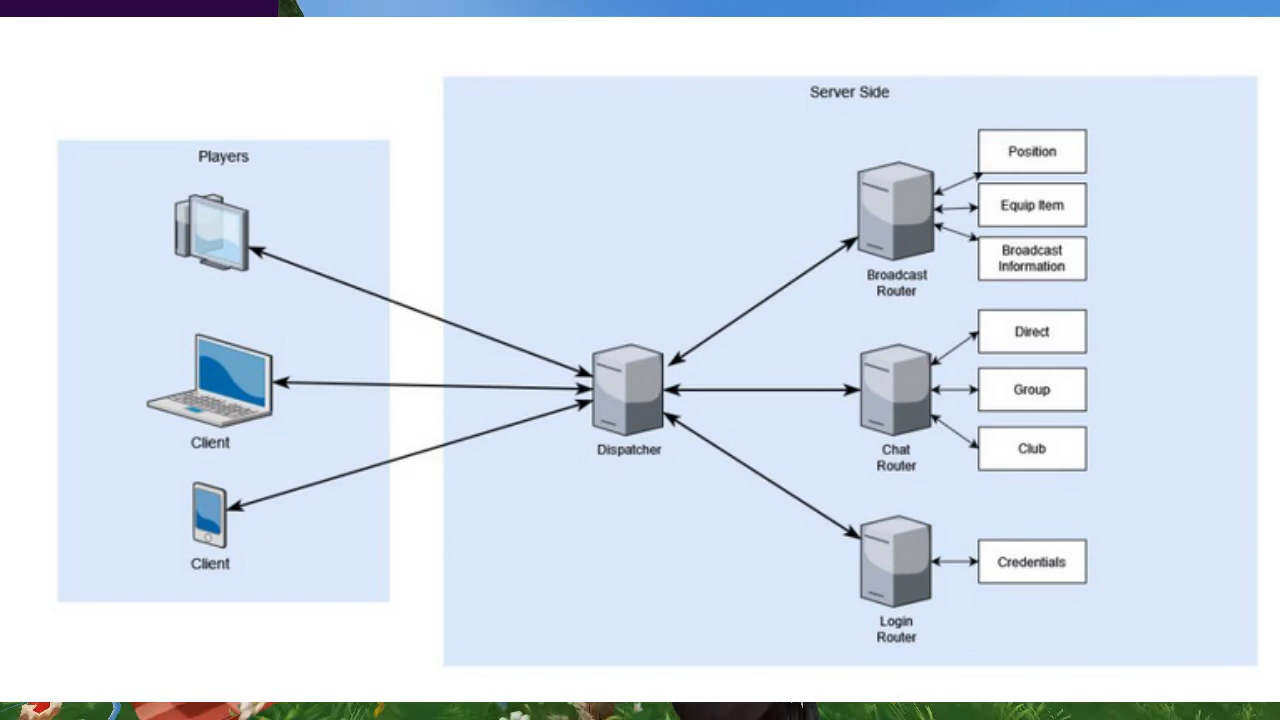 Server Side
Players
Position
Equip Item
Broadcast
Information
Broadcast
Router
Direct
Group
Club
Client
Dispatcher
Chat
Router
Client
Credentials
Login
Router